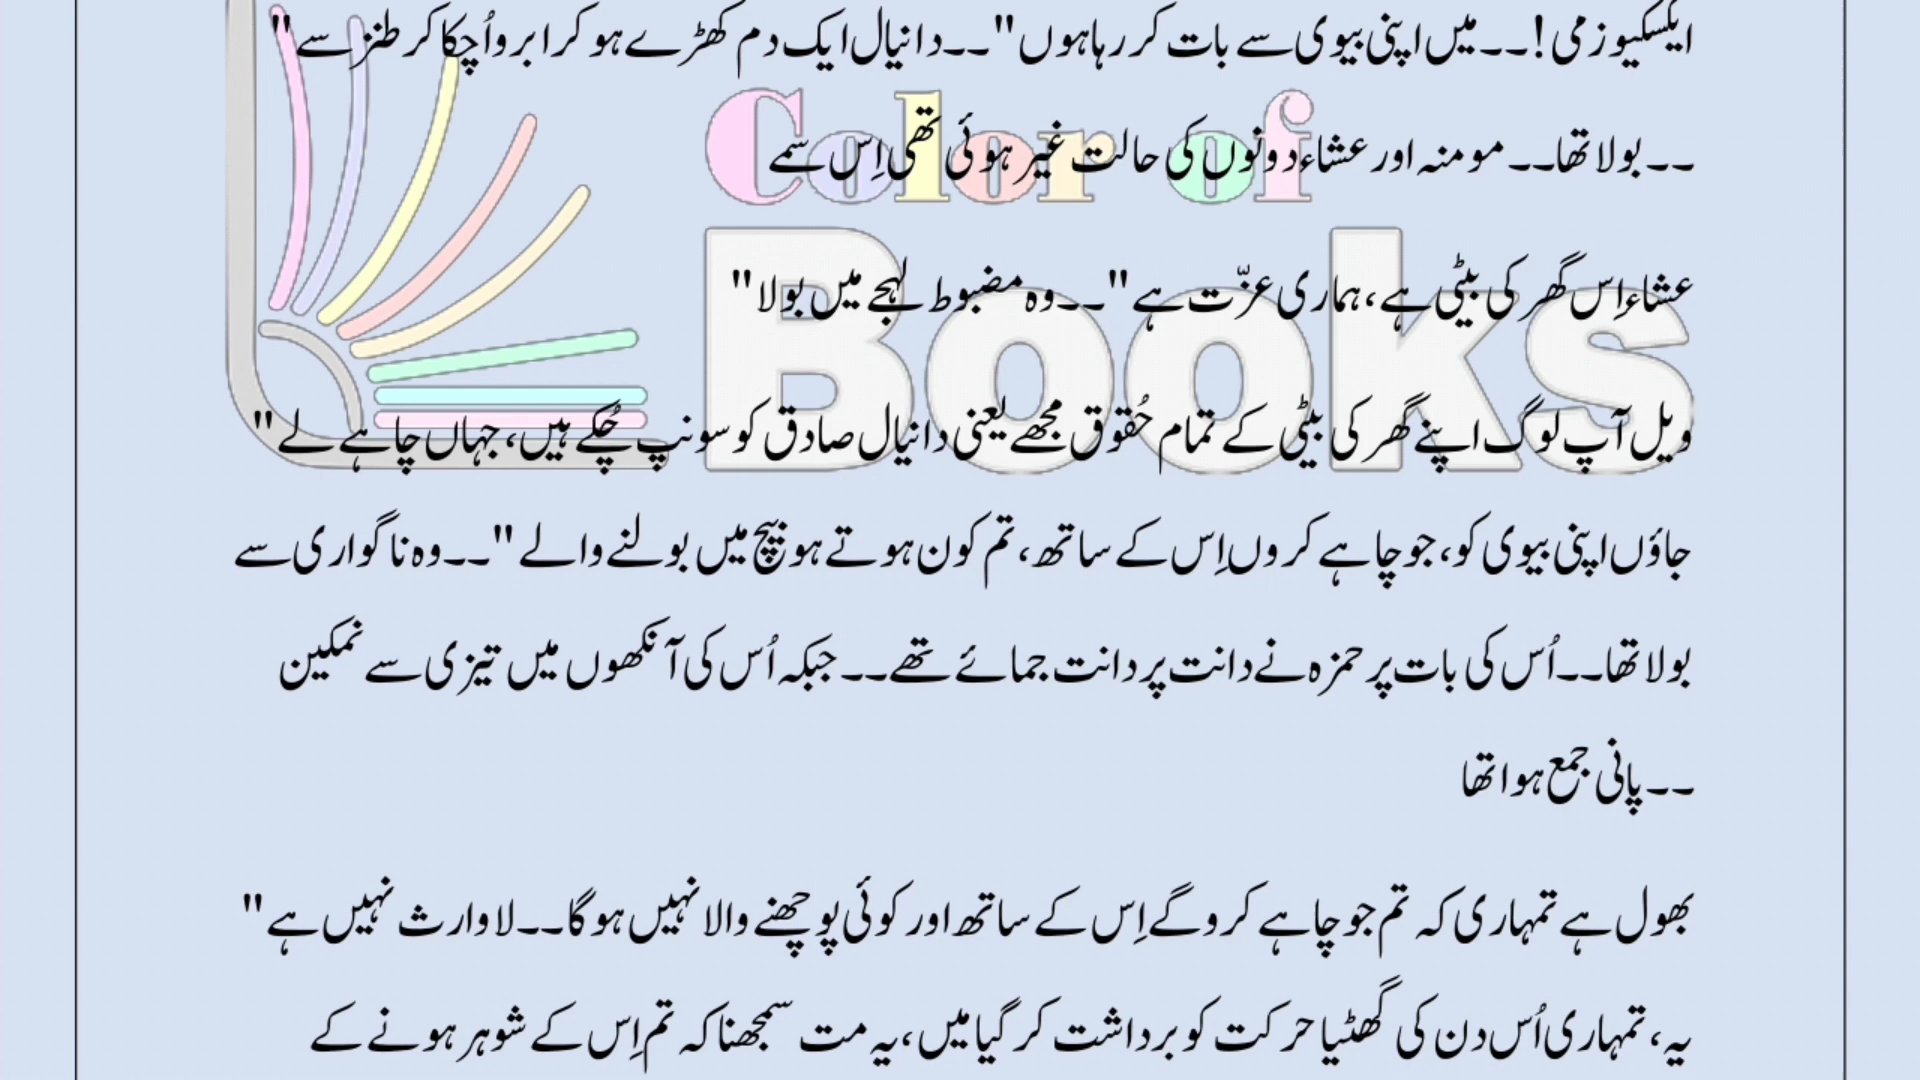 ایکسکیوزمی!۔۔میں اپنی بیوی سے بات کر رہا ہوں"۔۔دانیال ایک دم کھڑے ہو کر ابرو اُچکا کر طنز سے"
۔۔بولا تھا۔۔مومنہ اور عشاء دونوں کی حالت غیر ہوئی تھی اِس سمے
Color of
Books
عشاء اِس گھر کی بیٹی ہے، ہماری عزّت ہے"۔۔وہ مضبوط لہجے میں بولا"
ویل آپ لوگ اپنے گھر کی بیٹی کے تمام حُقوق مجھے یعنی دانیال صادق کو سونپ چُکے ہیں، جہاں چاہے لے"
جاؤں اپنی بیوی کو، جو چاہے کروں اِس کے ساتھ، تم کون ہوتے ہو بیچ میں بولنے والے"۔۔وہ ناگواری سے
بولا تھا۔۔اُس کی بات پر حمزہ نے دانت پر دانت جمائے تھے۔۔جبکہ اُس کی آنکھوں میں تیزی سے نمکین
۔۔پانی جمع ہوا تھا
بھول ہے تمہاری کہ تم جو چاہے کرو گے اِس کے ساتھ اور کوئی پوچھنے والا نہیں ہوگا۔۔لاوارث نہیں ہے"
یہ، تمہاری اُس دن کی گھٹیا حرکت کو برداشت کر گیا میں، یہ مت سمجھنا کہ تم اِس کے شوہر ہونے کے